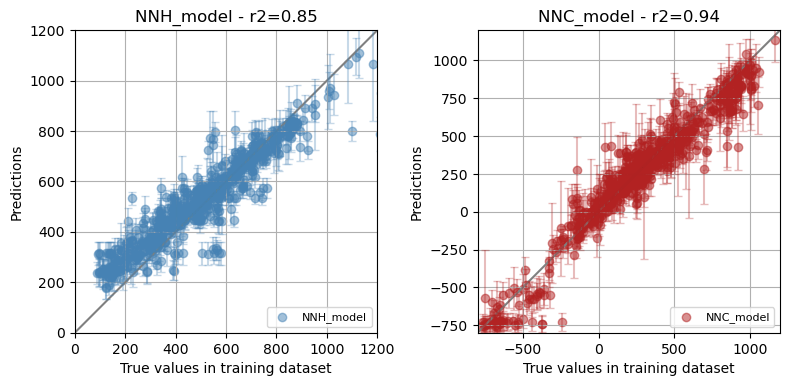 NNH_model - r2=0.85
1200
1000
800
600
400
200
0
Predictions
0 200 400 600 800 1000 1200
True values in training dataset
NNH_model
NNC_model - r2=0.94
1000
750
500
250
0
−250
−500
−750
Predictions
−500 0 500 1000
True values in training dataset
NNC_model